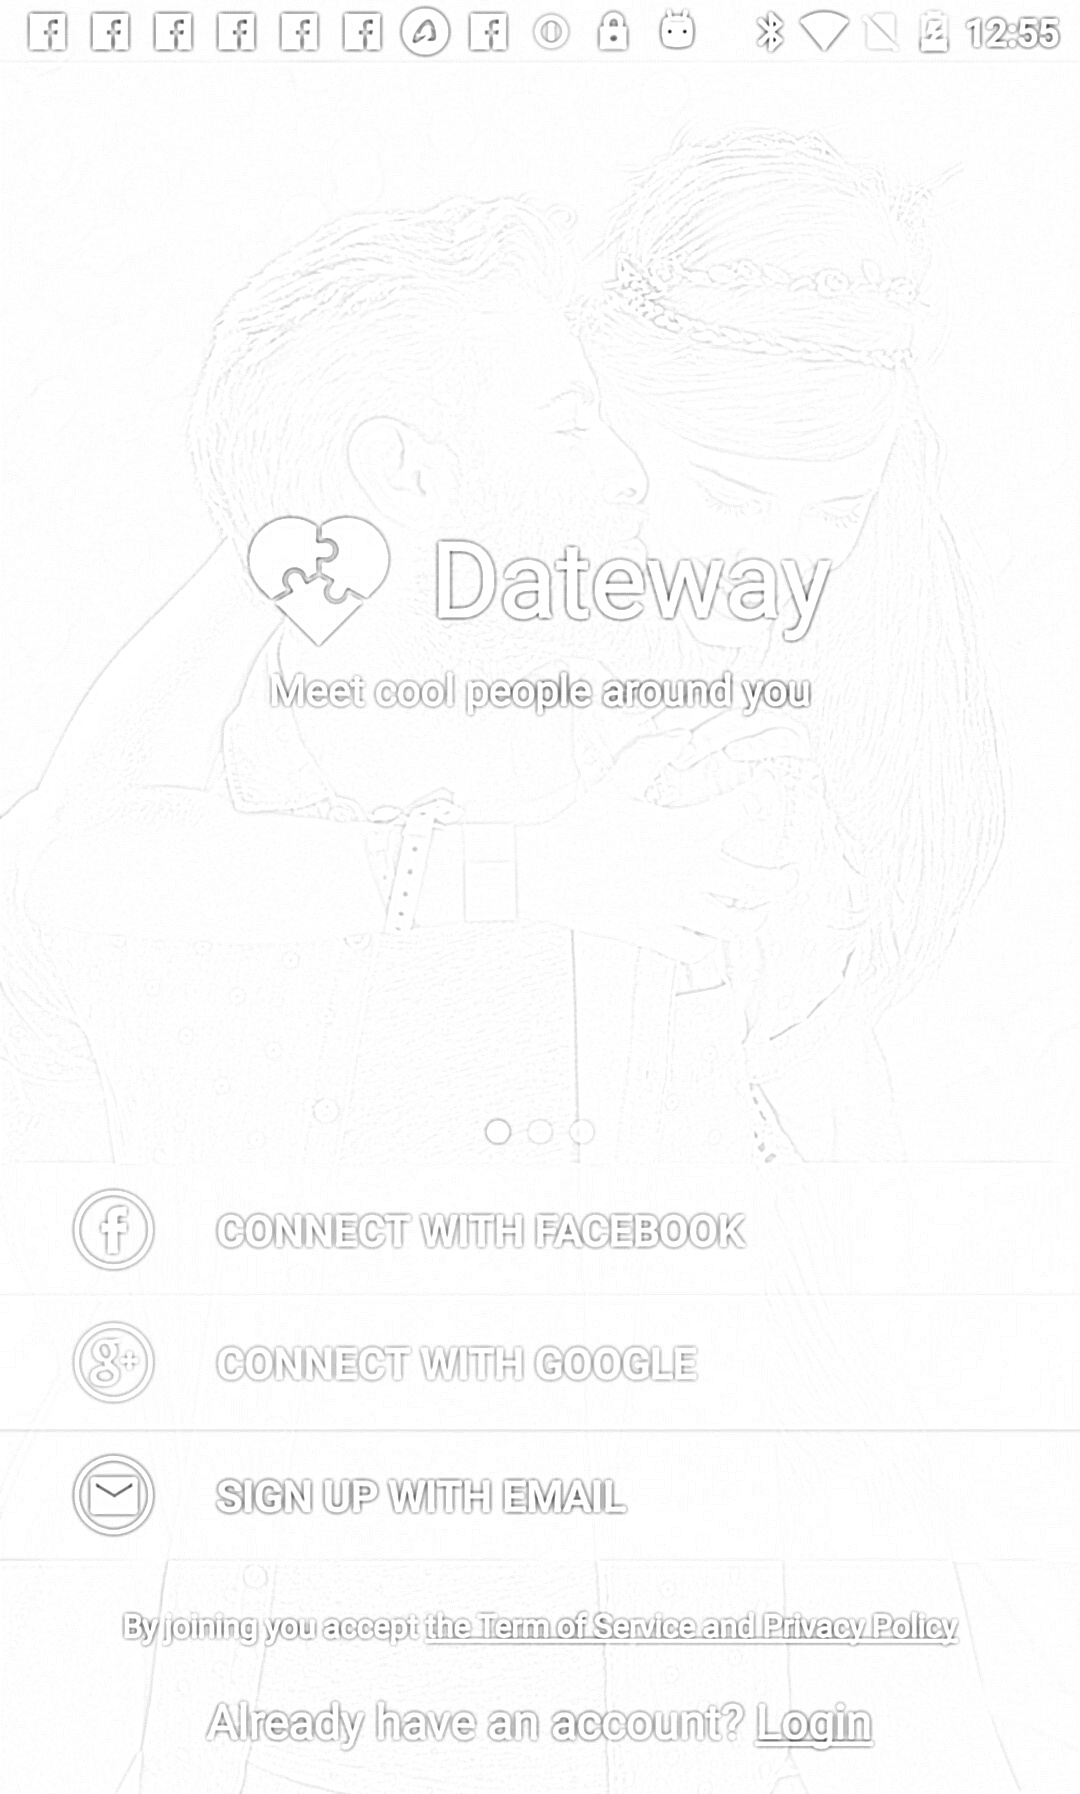 12:55
Dateway
Meet cool people around you
CONNECT WITH FACEBOOK
CONNECT WITH GOOGLE
SIGN UP WITH EMAIL
By joining you accept the Term of Service and Privacy Policy
Already have an account? Login